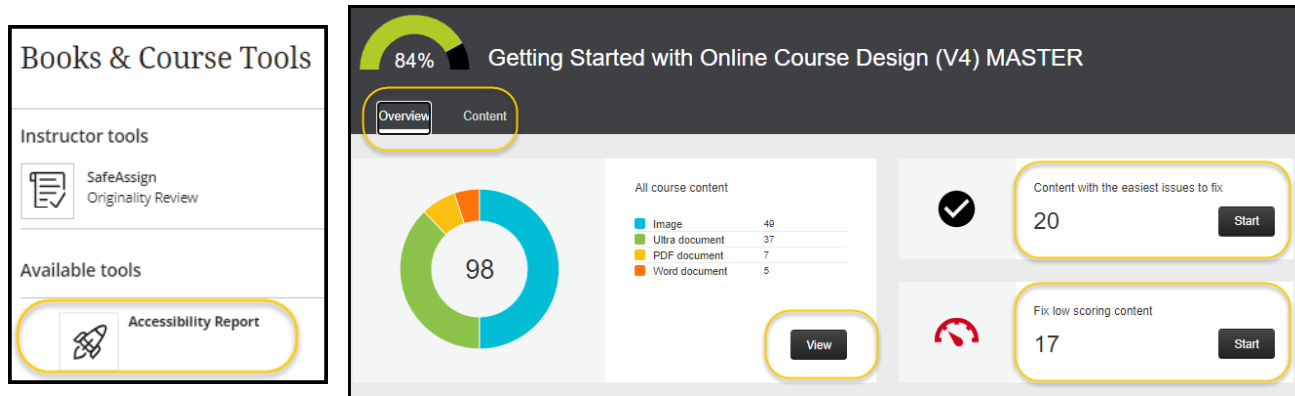 Books & Course Tools
Instructor tools
SafeAssign
Originality Review
Available tools
Accessibility Report
84%
Getting Started with Online Course Design (V4) MASTER
Overview Content
98
All course content
Image 49
Ultra document 37
PDF document 7
Word document 5
View
Content with the easiest issues to fix
20 Start
Fix low scoring content
17 Start